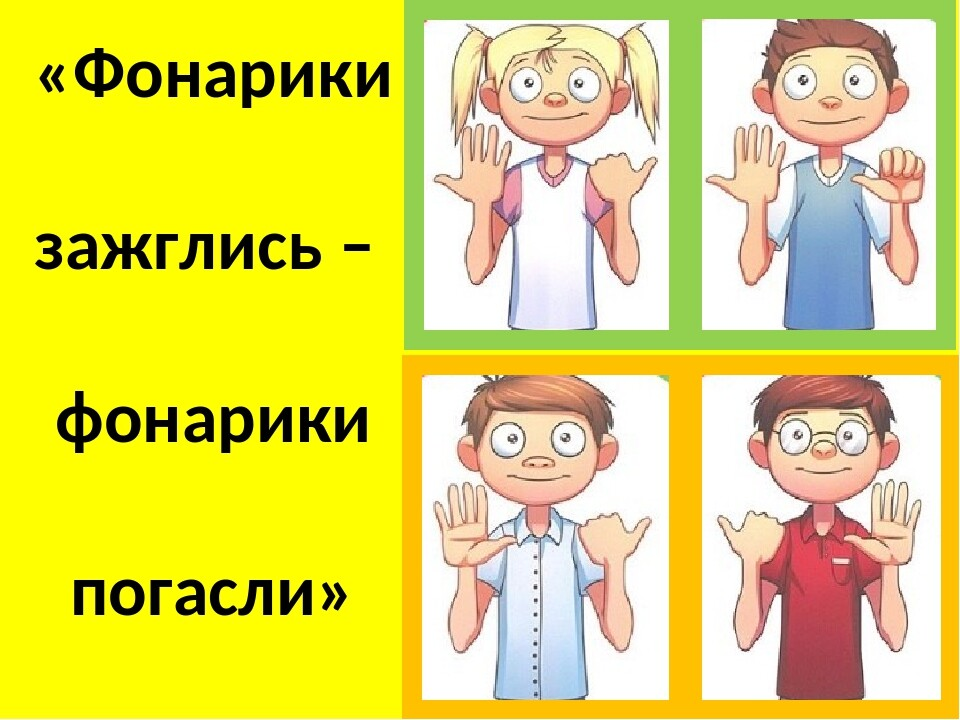 «Фонарики
зажглись –
фонарики
погасли»